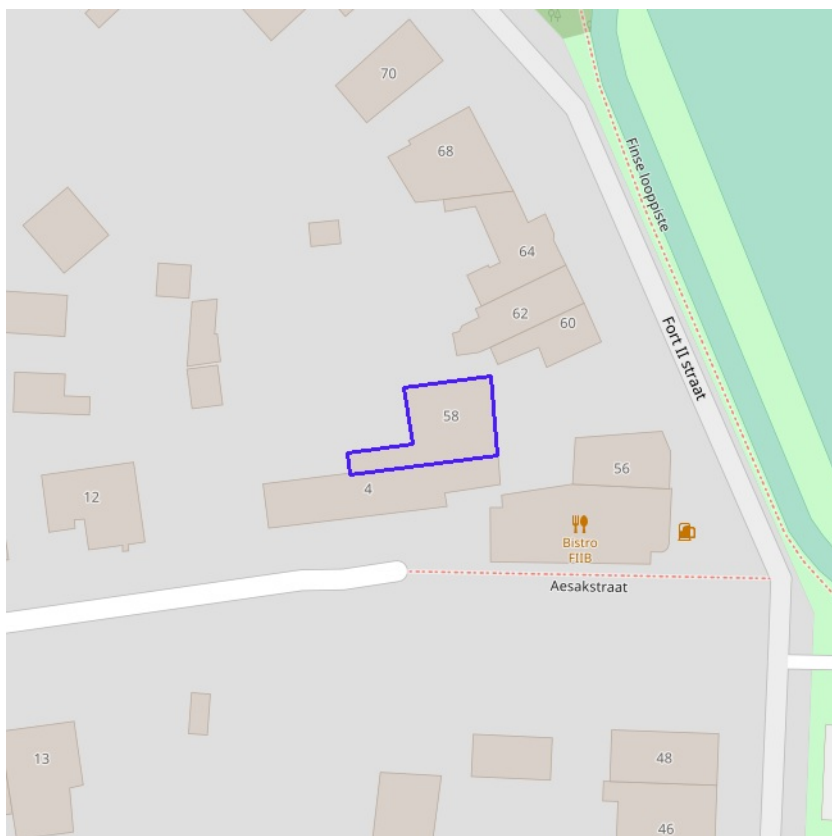 70
68
Finse looppiste
64
62
60
Fort II straat
58
56
4
12
Bistro
FIIB
Aesakstraat
13
48
46